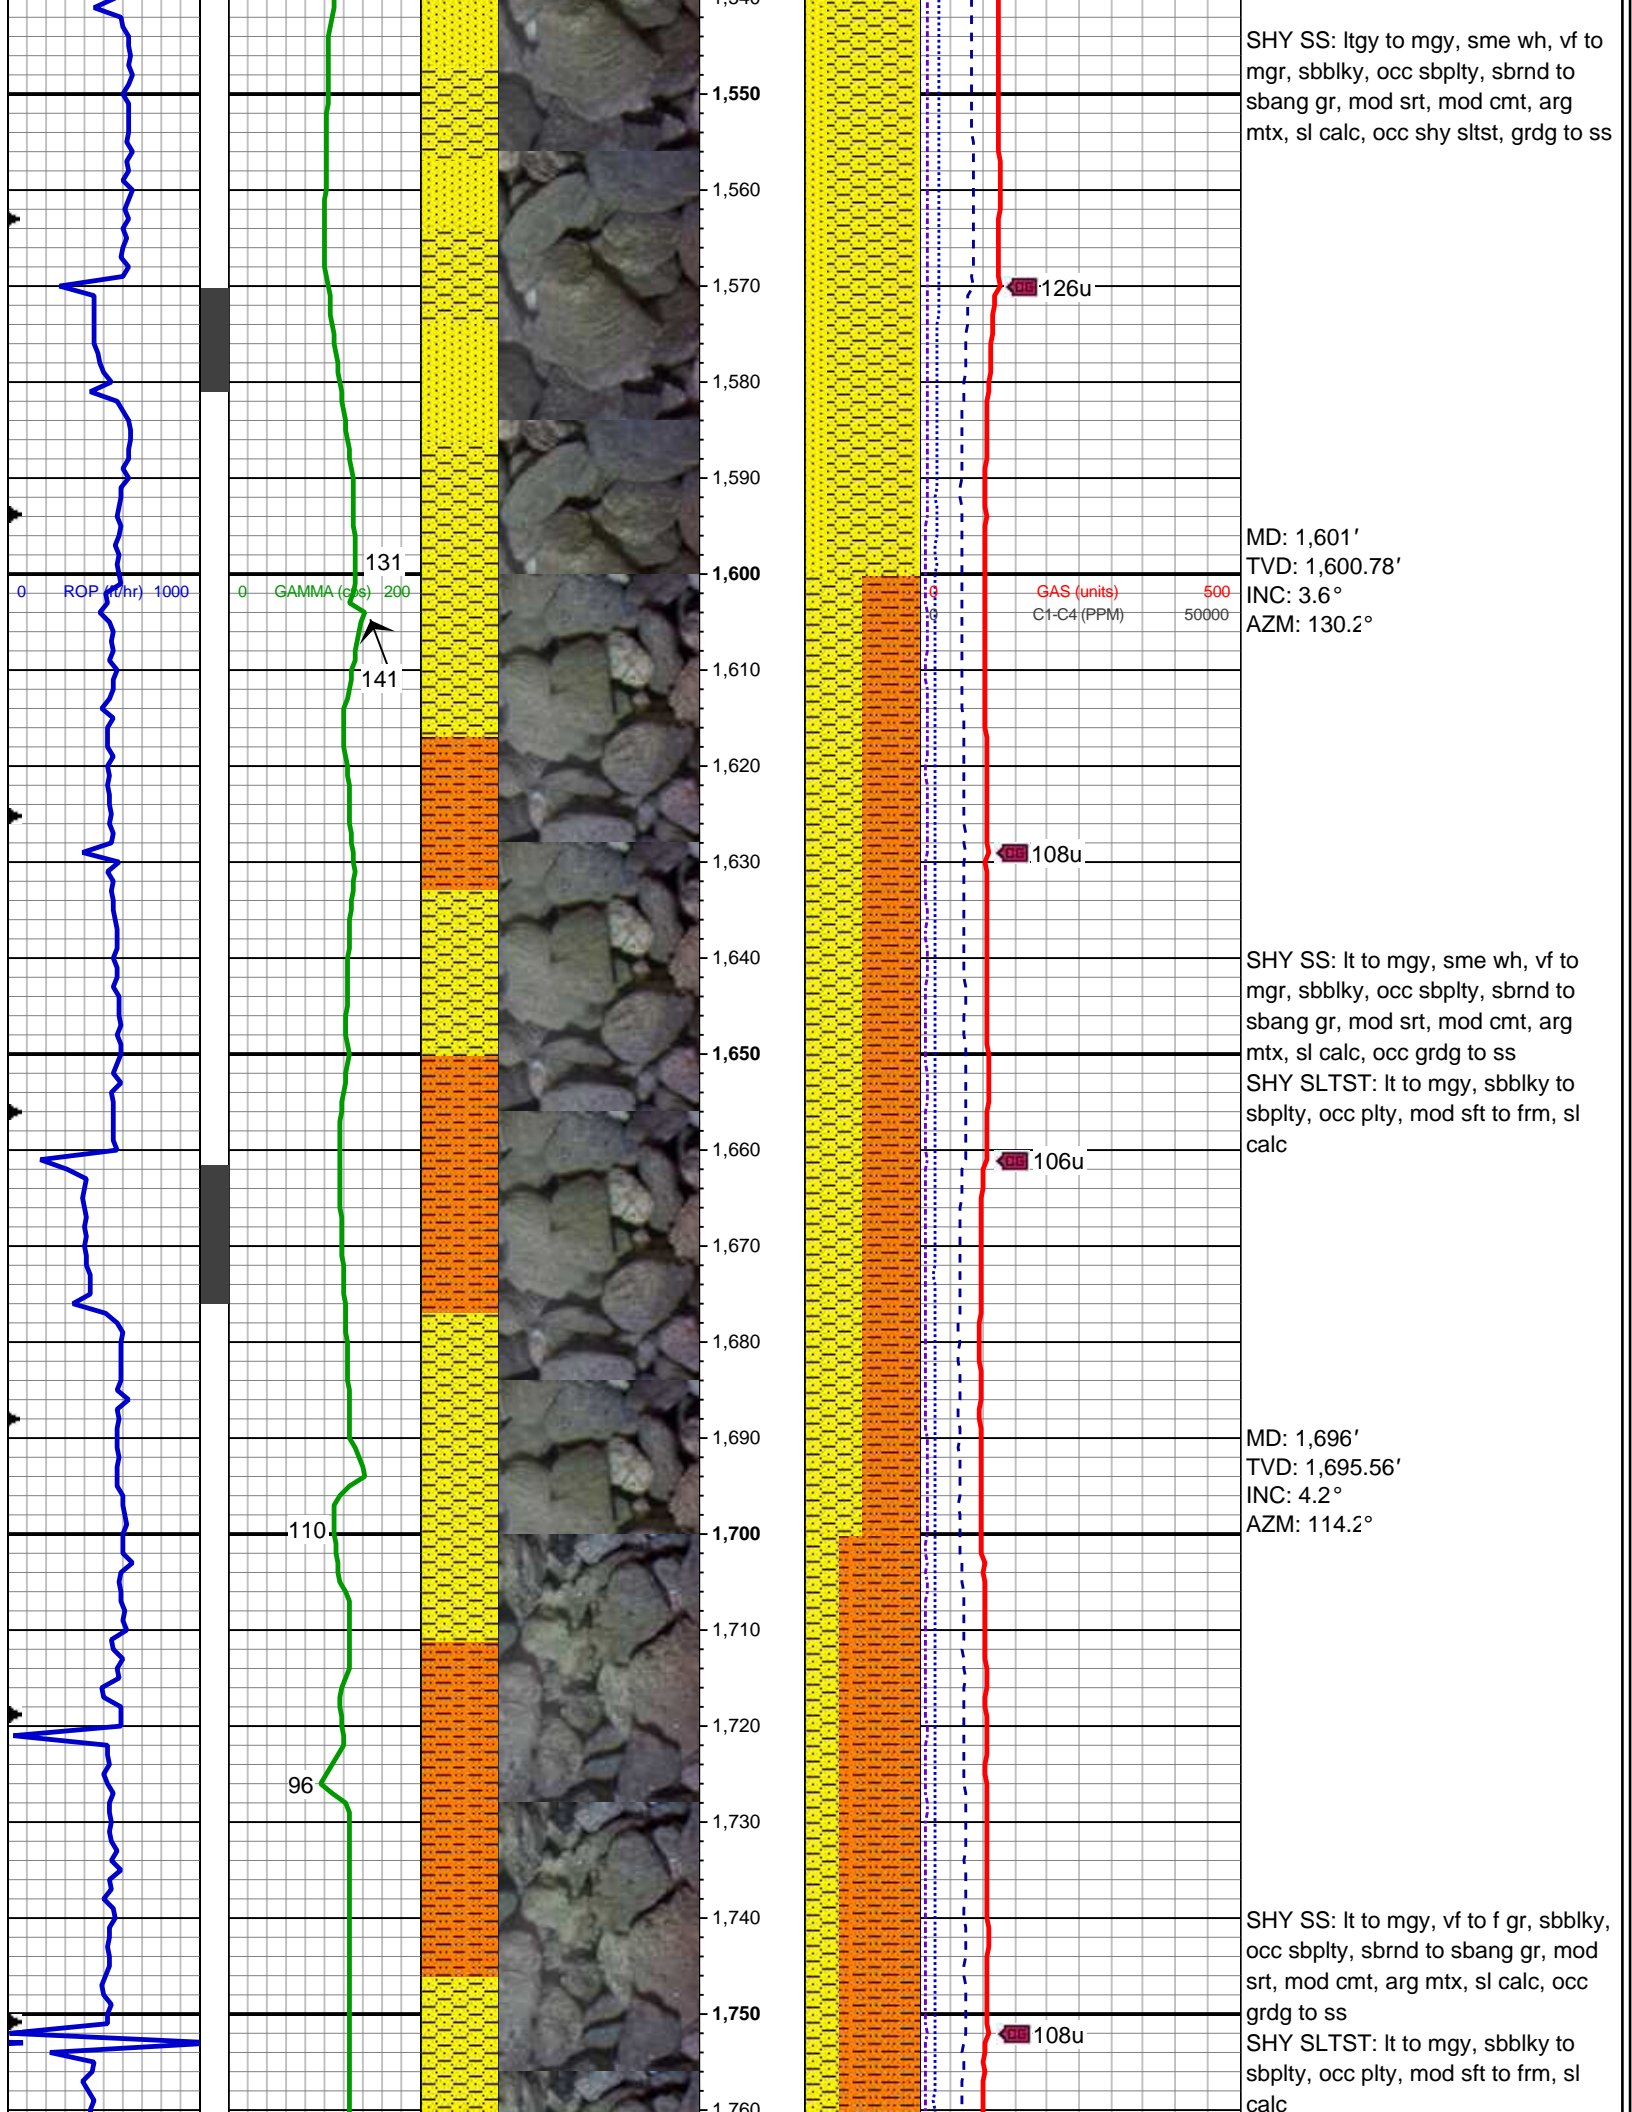 SHY SS: ltgy to mgy, sme wh, vf to
mgr, sbblky, occ sbplty, sbrnd to
sbang gr, mod srt, mod cmt, arg
mtx, sl calc, occ shy sltst, grdg to ss
1,550
1,560
1,570
CG 126u
1,580
1,590
MD: 1,601′
131
TVD: 1,600.78′
1,600
0 ROP (ft/hr) 1000
0 GAMMA (cps) 200
0 GAS (units) 500
INC: 3.6°
0 C1-C4 (PPM) 50000
AZM: 130.2°
1,610
141
1,620
CG 108u
1,630
1,640
SHY SS: lt to mgy, sme wh, vf to
mgr, sbblky, occ sbplty, sbrnd to
sbang gr, mod srt, mod cmt, arg
mtx, sl calc, occ grdg to ss
1,650
SHY SLTST: lt to mgy, sbblky to
sbplty, occ plty, mod sft to frm, sl
calc
1,660
CG 106u
1,670
1,680
1,690
MD: 1,696′
TVD: 1,695.56′
INC: 4.2°
AZM: 114.2°
110
1,700
1,710
1,720
96
1,730
1,740
SHY SS: lt to mgy, vf to f gr, sbblky,
occ sbplty, sbrnd to sbang gr, mod
srt, mod cmt, arg mtx, sl calc, occ
grdg to ss
1,750
CG 108u
SHY SLTST: lt to mgy, sbblky to
sbplty, occ plty, mod sft to frm, sl
calc
1,760